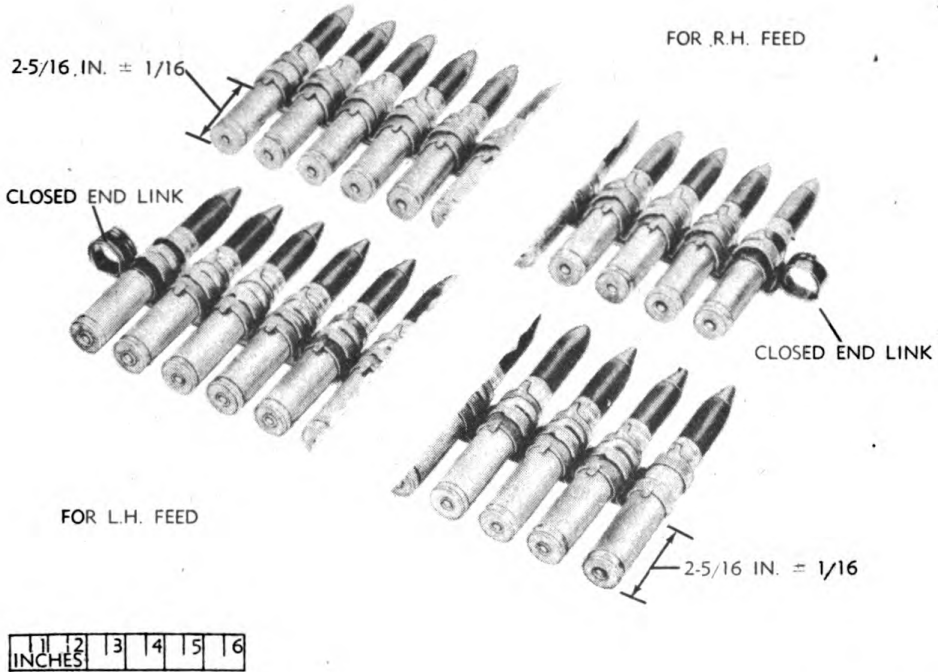 FOR R.H. FEED
2-5/16 IN. ± 1/16
CLOSED END LINK
CLOSED END LINK
FOR L.H. FEED
2-5/16 IN. ± 1/16
1 2 3 4 5 6
INCHES